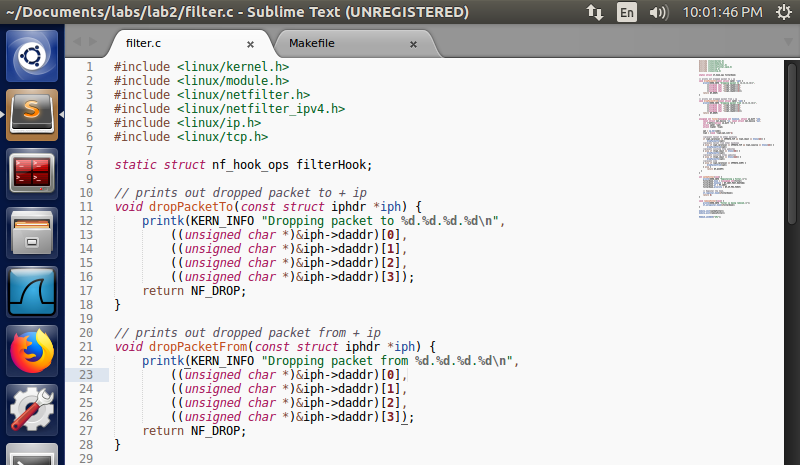 ~/Documents/labs/lab2/filter.c - Sublime Text (UNREGISTERED)
En
10:01:46 PM
filter.c
Makefile
1 #include <linux/kernel.h>
2 #include <linux/module.h>
3 #include <linux/netfilter.h>
4 #include <linux/netfilter_ipv4.h>
5 #include <linux/ip.h>
6 #include <linux/tcp.h>
7
8 static struct nf_hook_ops filterHook;
9
10 // prints out dropped packet to + ip
11 void dropPacketTo(const struct iphdr *iph) {
12     printk(KERN_INFO "Dropping packet to %d.%d.%d.%d\n",
13         ((unsigned char *)&iph->daddr)[0],
14         ((unsigned char *)&iph->daddr)[1],
15         ((unsigned char *)&iph->daddr)[2],
16         ((unsigned char *)&iph->daddr)[3]);
17     return NF_DROP;
18 }
19
20 // prints out dropped packet from + ip
21 void dropPacketFrom(const struct iphdr *iph) {
22     printk(KERN_INFO "Dropping packet from %d.%d.%d.%d\n",
23         ((unsigned char *)&iph->daddr)[0],
24         ((unsigned char *)&iph->daddr)[1],
25         ((unsigned char *)&iph->daddr)[2],
26         ((unsigned char *)&iph->daddr)[3]);
27     return NF_DROP;
28 }
29